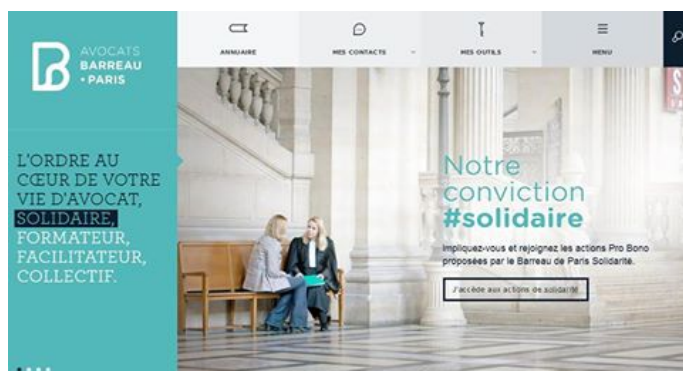 AVOCATS
BARREAU
• PARIS
ANNUAIRE
MES CONTACTS
MES OUTILS
MENU
L'ORDRE AU
CŒUR DE VOTRE
VIE D'AVOCAT,
SOLIDAIRE,
FORMATEUR,
FACILITATEUR,
COLLECTIF.
Notre
conviction
#solidaire
Impliquez-vous et rejoignez les actions Pro Bono
proposées par le Barreau de Paris Solidarité.
J'accède aux actions de solidarité